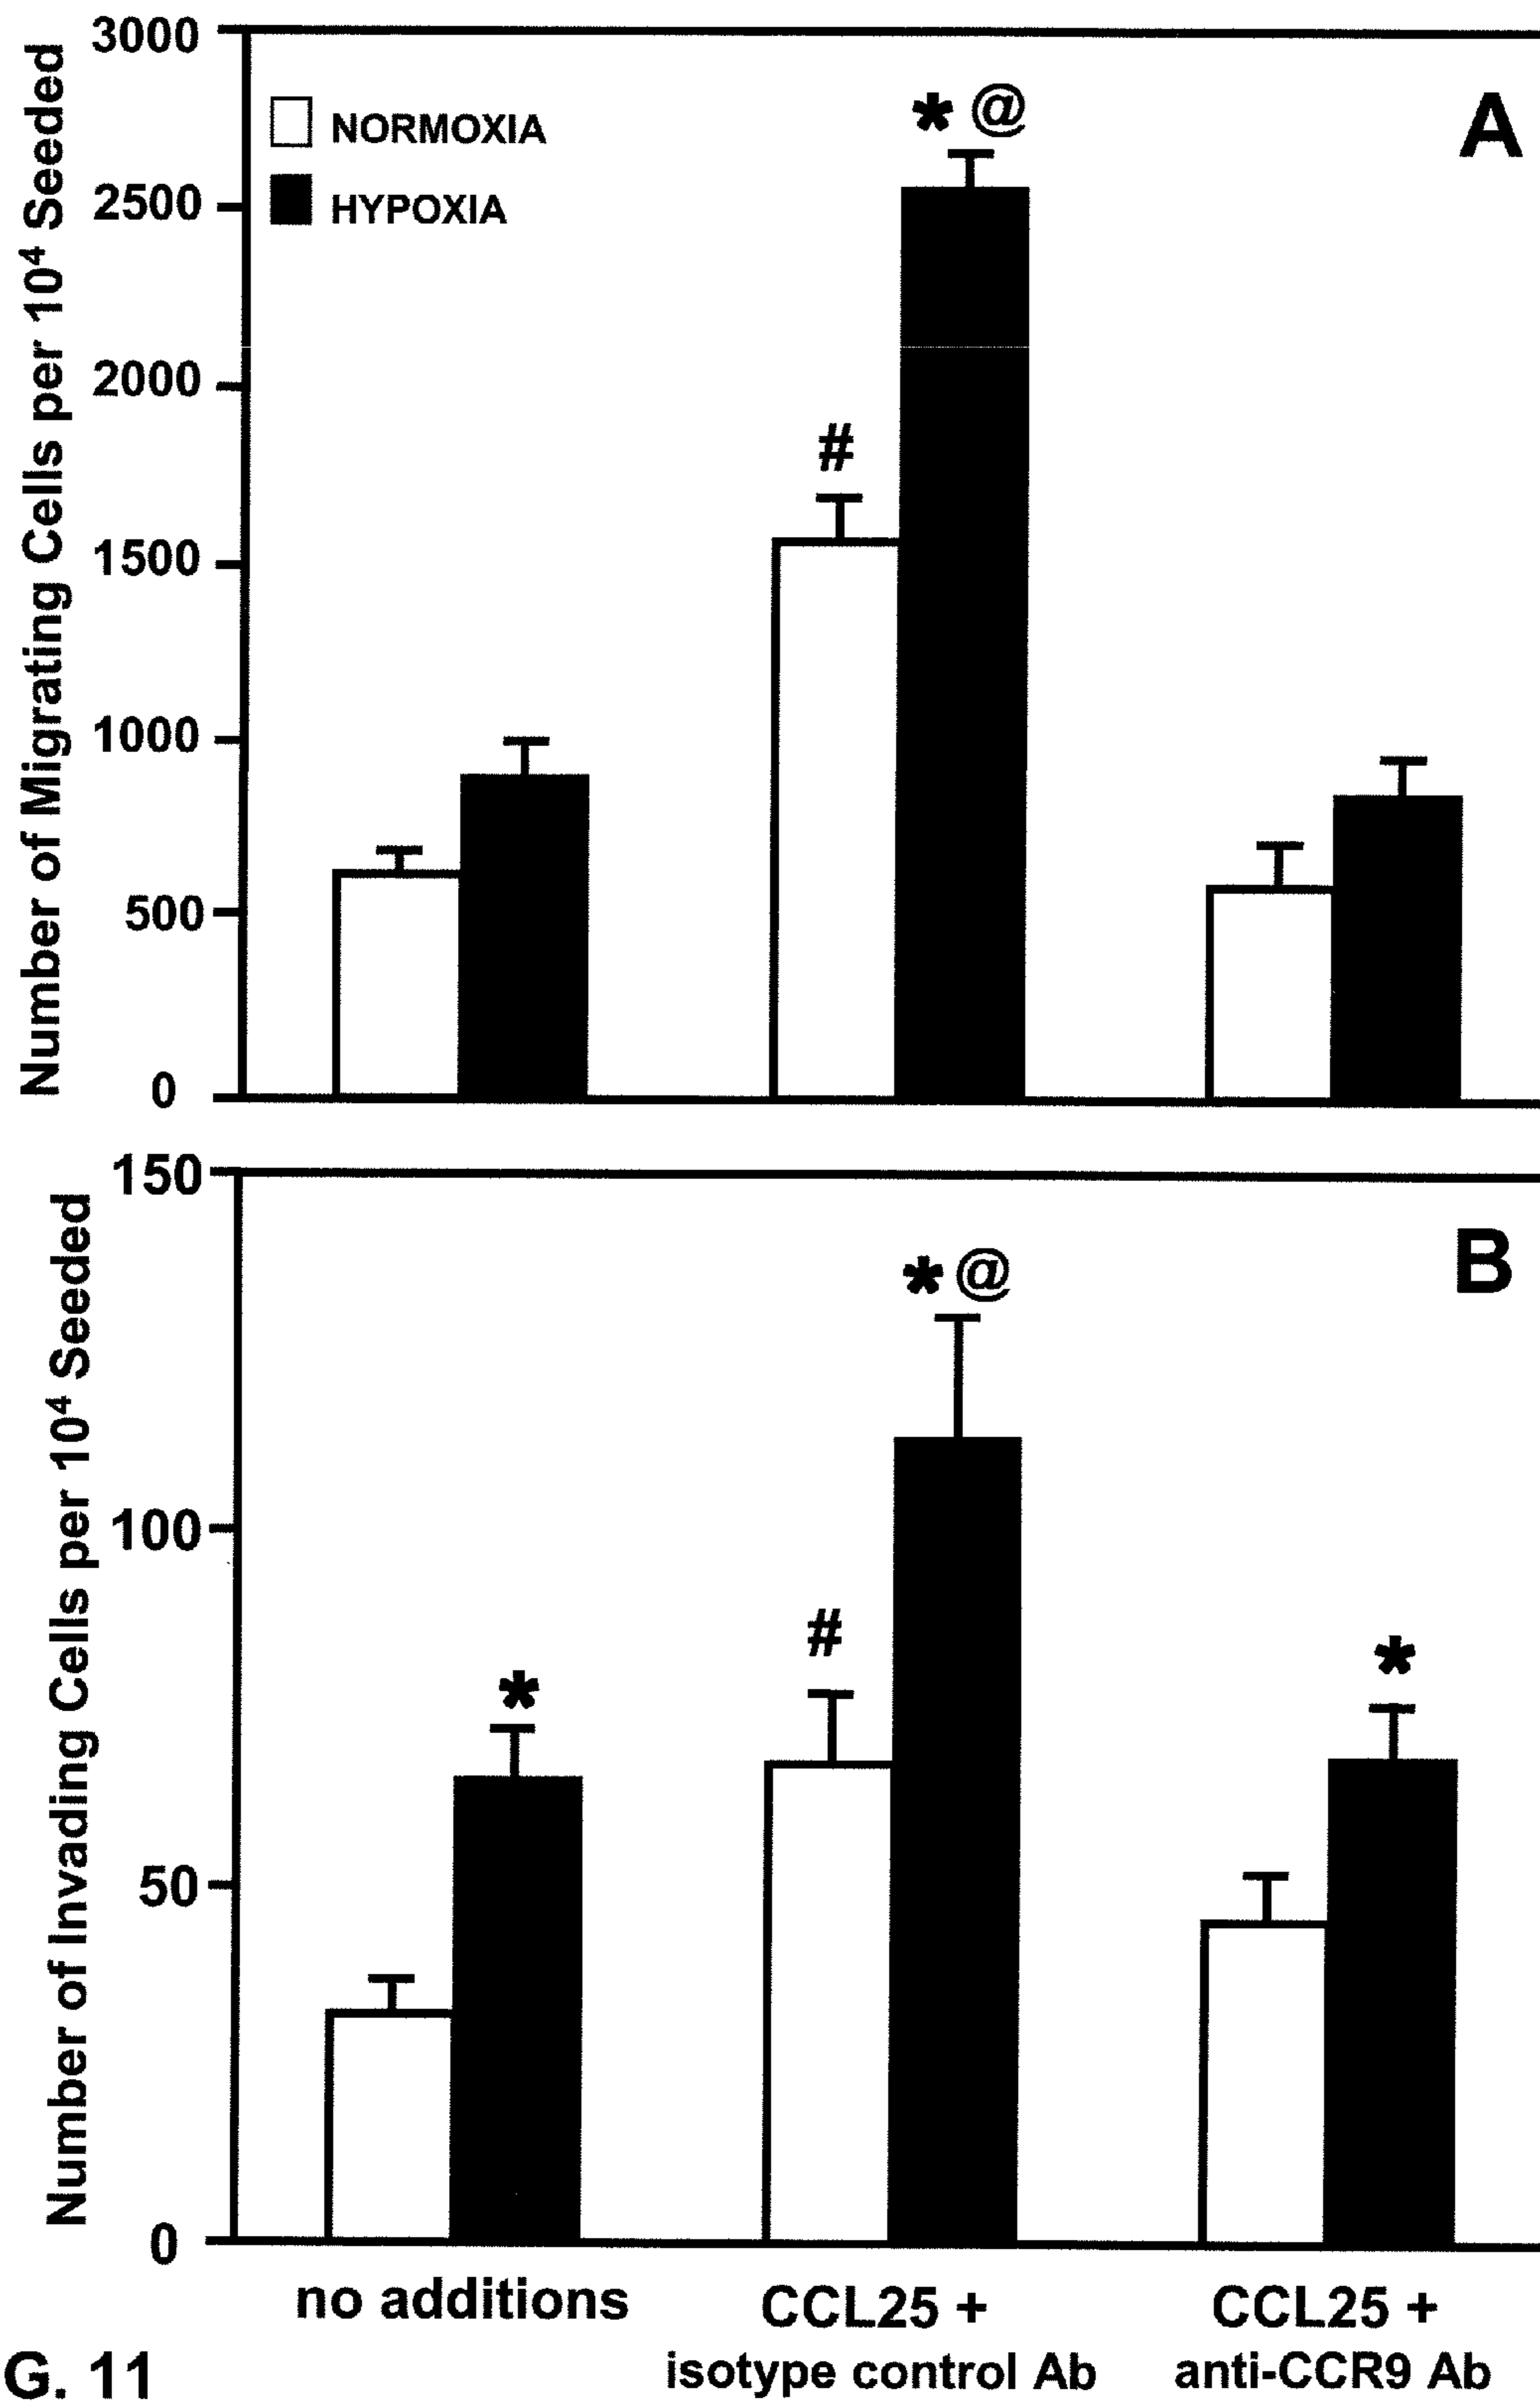 3000
2500
2000
1500
1000
500
0
Number of Migrating Cells per 10⁴ Seeded
NORMOXIA
HYPOXIA
#
* @
A
150
100
50
0
Number of Invading Cells per 10⁴ Seeded
*
#
*@
*
B
no additions
CCL25 +
isotype control Ab
CCL25 +
anti-CCR9 Ab
G. 11